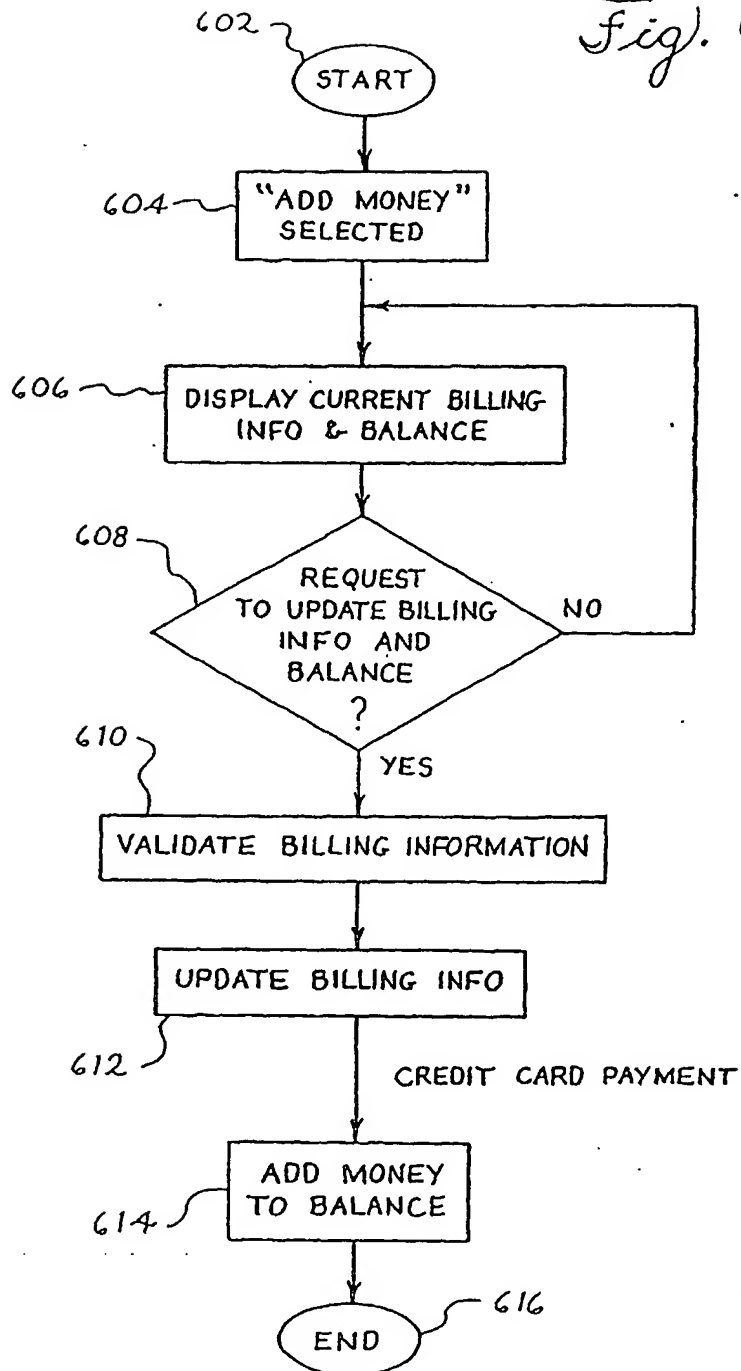 Fig.
602
START
604
"ADD MONEY"
SELECTED
606
DISPLAY CURRENT BILLING
INFO & BALANCE
608
REQUEST
TO UPDATE BILLING
INFO AND
BALANCE
?
NO
YES
610
VALIDATE BILLING INFORMATION
UPDATE BILLING INFO
612
CREDIT CARD PAYMENT
ADD MONEY
TO BALANCE
614
616
END